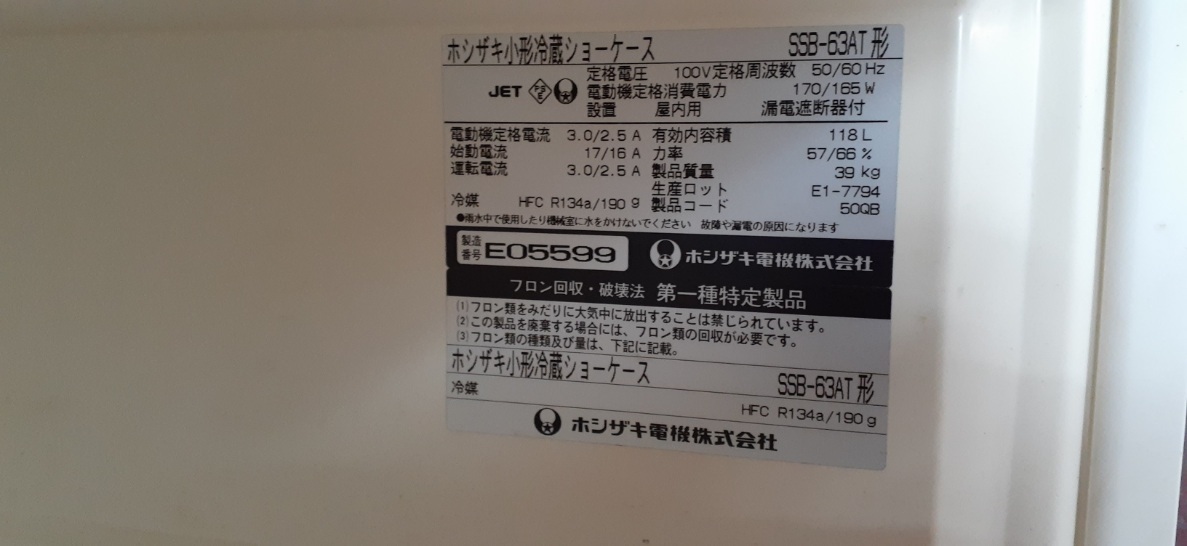 ホシザキ小形冷蔵ショーケース SSB-63AT形
定格電圧 100V 定格周波数 50/60 Hz
JET PSE 電動機定格消費電力 170/165 W
設置 屋内用 漏電遮断器付
電動機定格電流 3.0/2.5 A 有効内容積 118 L
始動電流 17/16 A 力率 57/66 %
運転電流 3.0/2.5 A 製品質量 39 kg
生産ロット E1-7794
冷媒 HFC R134a/190 g 製品コード 50QB
●雨水中で使用したり機械室に水をかけないでください 故障や漏電の原因になります
製造番号 E05599 ホシザキ電機株式会社
フロン回収・破壊法 第一種特定製品
(1)フロン類をみだりに大気中に放出することは禁じられています。
(2)この製品を廃棄する場合には、フロン類の回収が必要です。
(3)フロン類の種類及び量は、下記に記載。
ホシザキ小形冷蔵ショーケース SSB-63AT形
冷媒 HFC R134a/190 g
ホシザキ電機株式会社